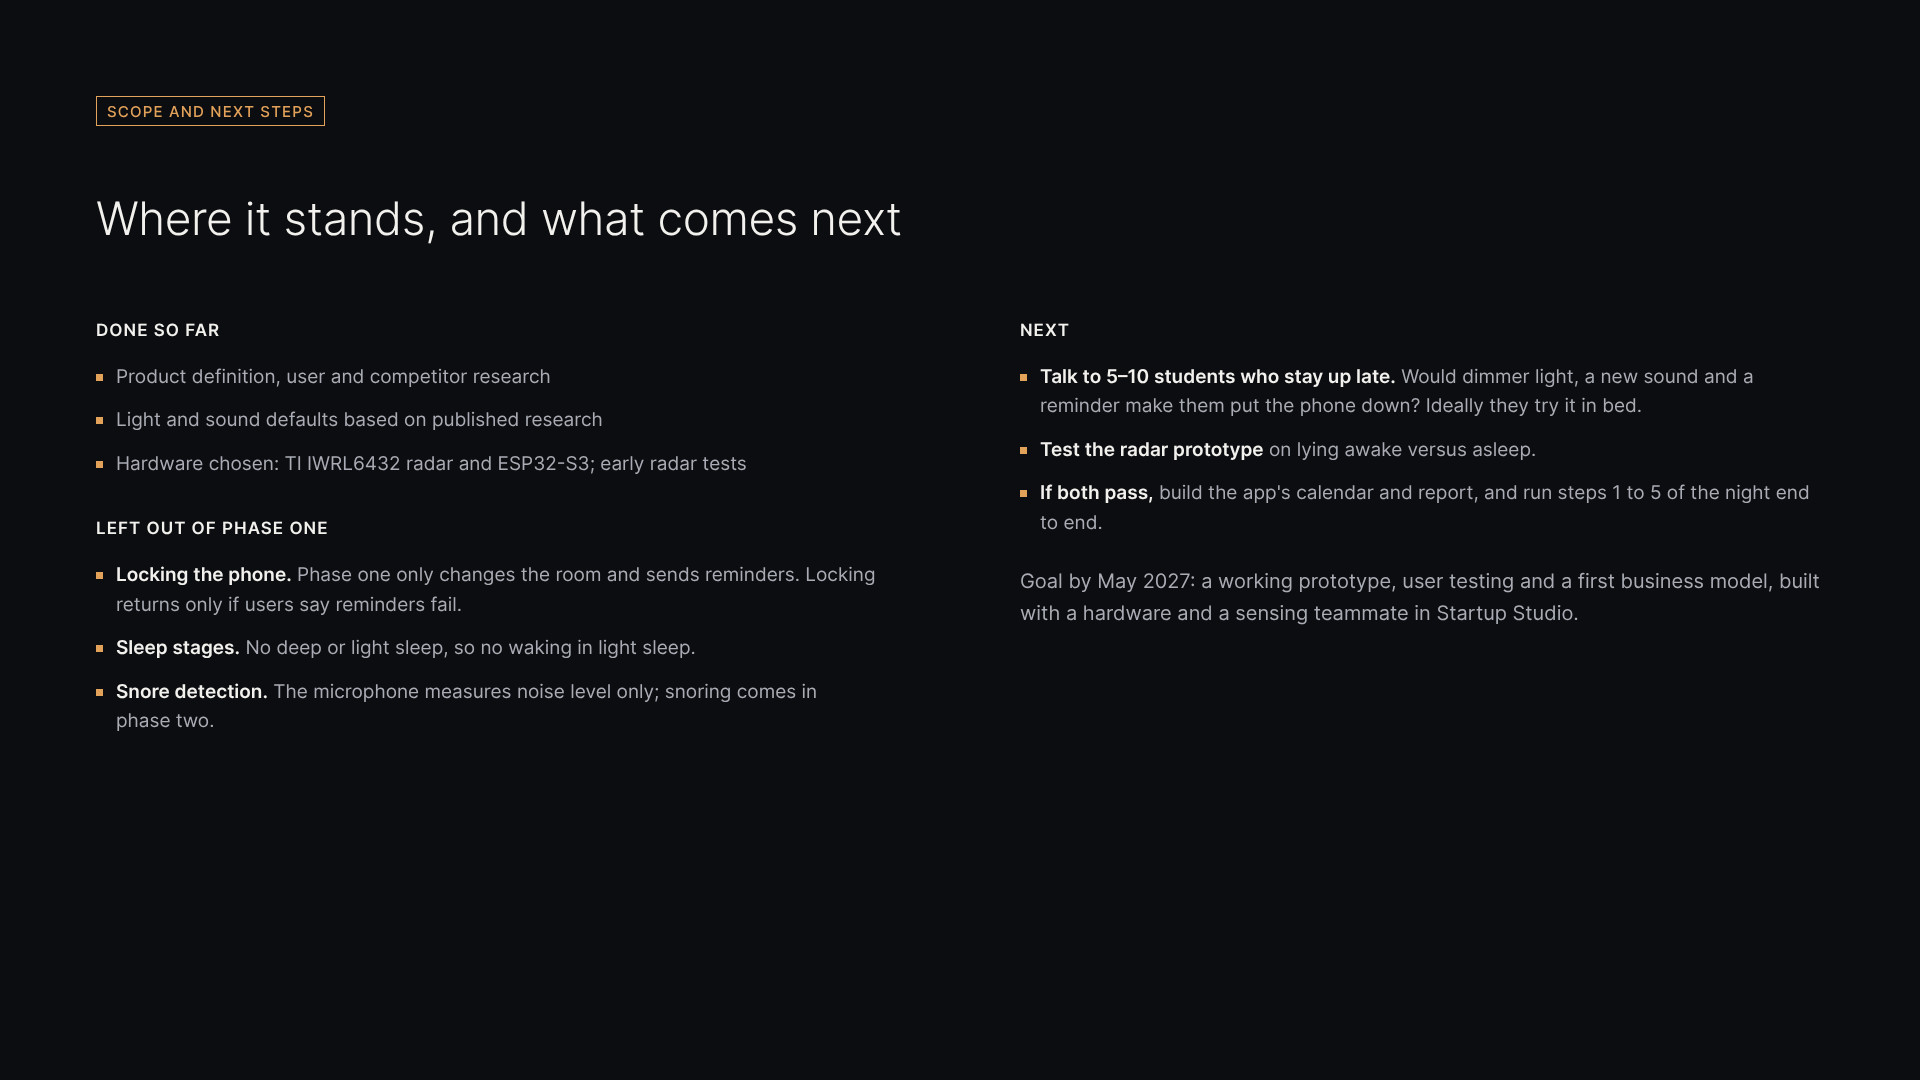 SCOPE AND NEXT STEPS
Where it stands, and what comes next
DONE SO FAR
Product definition, user and competitor research
Light and sound defaults based on published research
Hardware chosen: TI IWRL6432 radar and ESP32-S3; early radar tests
LEFT OUT OF PHASE ONE
Locking the phone. Phase one only changes the room and sends reminders. Locking
returns only if users say reminders fail.
Sleep stages. No deep or light sleep, so no waking in light sleep.
Snore detection. The microphone measures noise level only; snoring comes in
phase two.
NEXT
Talk to 5–10 students who stay up late. Would dimmer light, a new sound and a
reminder make them put the phone down? Ideally they try it in bed.
Test the radar prototype on lying awake versus asleep.
If both pass, build the app's calendar and report, and run steps 1 to 5 of the night end
to end.
Goal by May 2027: a working prototype, user testing and a first business model, built
with a hardware and a sensing teammate in Startup Studio.